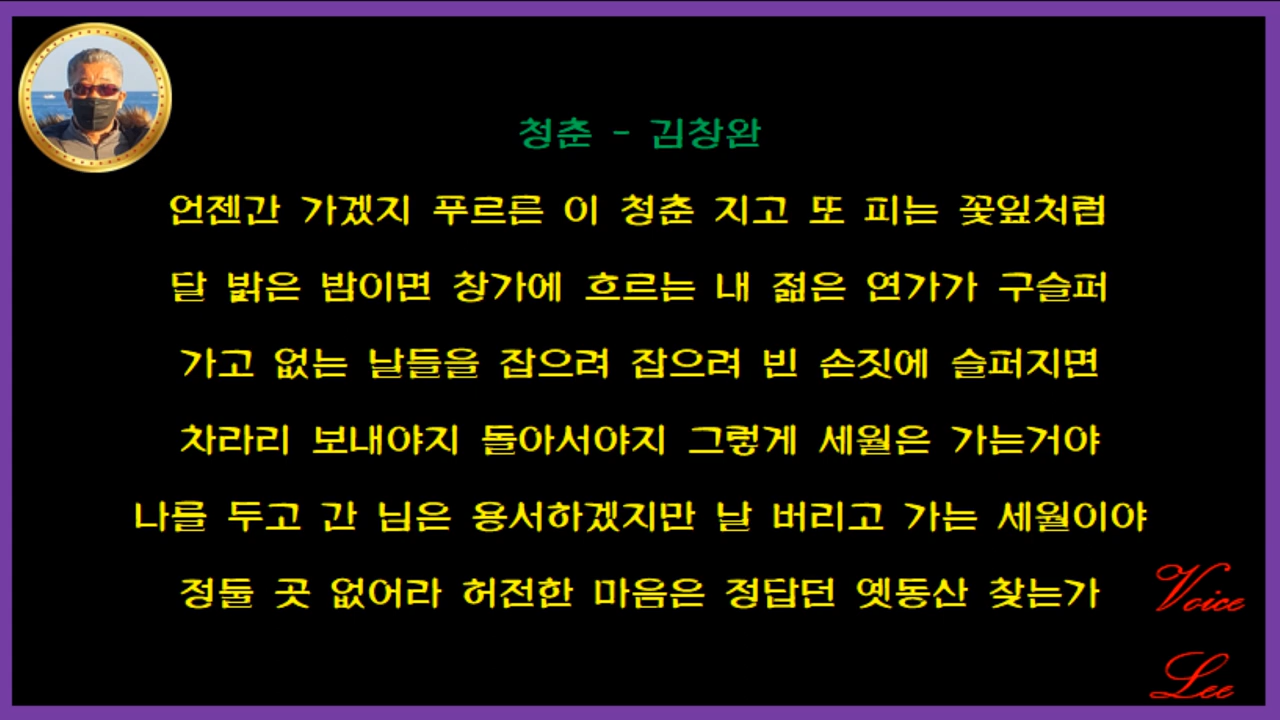 청춘 - 김창완
언젠간 가겠지 푸르른 이 청춘 지고 또 피는 꽃잎처럼
달 밝은 밤이면 창가에 흐르는 내 젊은 연가가 구슬퍼
가고 없는 날들을 잡으려 잡으려 빈 손짓에 슬퍼지면
차라리 보내야지 돌아서야지 그렇게 세월은 가는거야
나를 두고 간 님은 용서하겠지만 날 버리고 가는 세월이야
정둘 곳 없어라 허전한 마음은 정답던 옛동산 찾는가
Voice
Lee